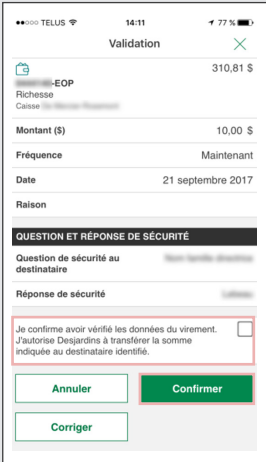 TELUS 14:11 77 %
Validation
310,81 $
-EOP
Richesse
Caisse
Montant ($) 10,00 $
Fréquence Maintenant
Date 21 septembre 2017
Raison
QUESTION ET RÉPONSE DE SÉCURITÉ
Question de sécurité au
destinataire
Réponse de sécurité
Je confirme avoir vérifié les données du virement.
J'autorise Desjardins à transférer la somme
indiquée au destinataire identifié.
Annuler Confirmer
Corriger